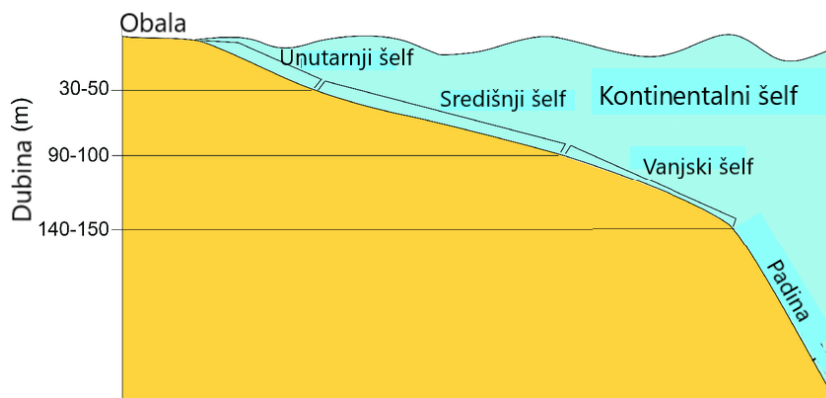 Obala
Unutarnji šelf
30-50
Središnji šelf
Kontinentalni šelf
90-100
Vanjski šelf
Dubina (m)
140-150
Padina